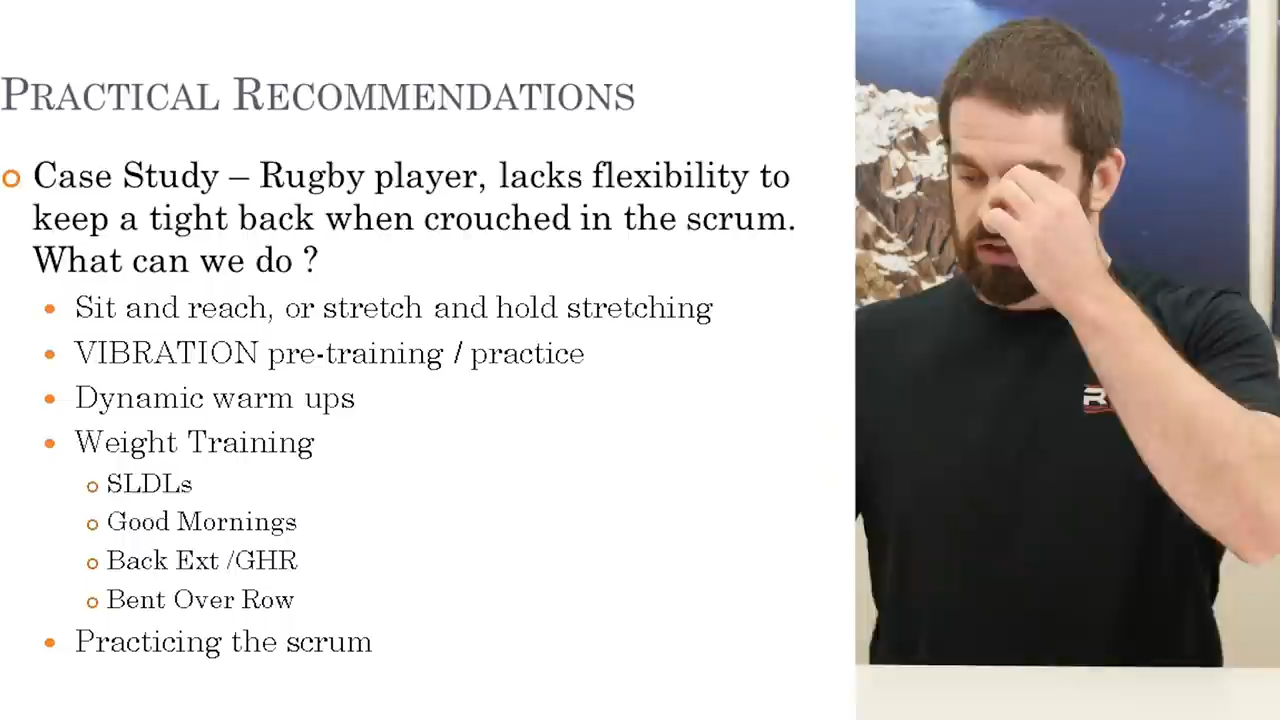 PRACTICAL RECOMMENDATIONS
Case Study – Rugby player, lacks flexibility to
keep a tight back when crouched in the scrum.
What can we do ?
Sit and reach, or stretch and hold stretching
VIBRATION pre-training / practice
Dynamic warm ups
Weight Training
SLDLs
Good Mornings
Back Ext /GHR
Bent Over Row
Practicing the scrum